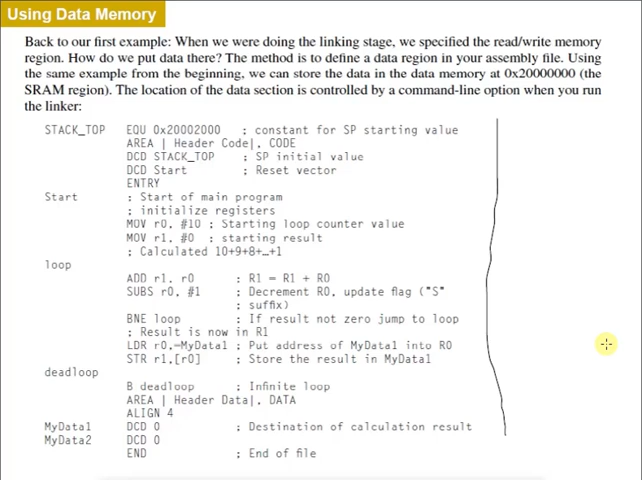 Using Data Memory
Back to our first example: When we were doing the linking stage, we specified the read/write memory
region. How do we put data there? The method is to define a data region in your assembly file. Using
the same example from the beginning, we can store the data in the data memory at 0x20000000 (the
SRAM region). The location of the data section is controlled by a command-line option when you run
the linker:
STACK_TOP EQU 0x20002000 ; constant for SP starting value
AREA | Header Code|, CODE
DCD STACK_TOP ; SP initial value
DCD Start ; Reset vector
ENTRY
Start ; Start of main program
; initialize registers
MOV r0, #10 ; Starting loop counter value
MOV r1, #0 ; starting result
; Calculated 10+9+8+…+1
loop
ADD r1, r0 ; R1 = R1 + R0
SUBS r0, #1 ; Decrement R0, update flag ("S"
; suffix)
BNE loop ; If result not zero jump to loop
; Result is now in R1
LDR r0,=MyData1 ; Put address of MyData1 into R0
STR r1,[r0] ; Store the result in MyData1
deadloop
B deadloop ; Infinite loop
AREA | Header Data|, DATA
ALIGN 4
MyData1 DCD 0 ; Destination of calculation result
MyData2 DCD 0
END ; End of file